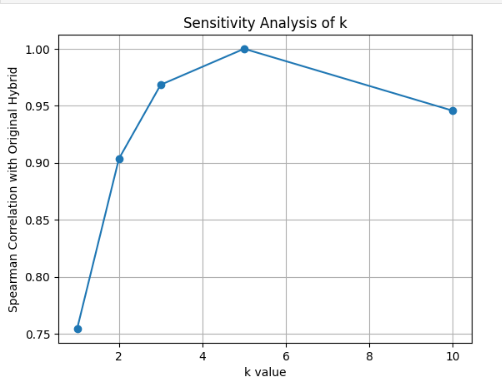 Sensitivity Analysis of k
Spearman Correlation with Original Hybrid
1.00
0.95
0.90
0.85
0.80
0.75
2 4 6 8 10
k value